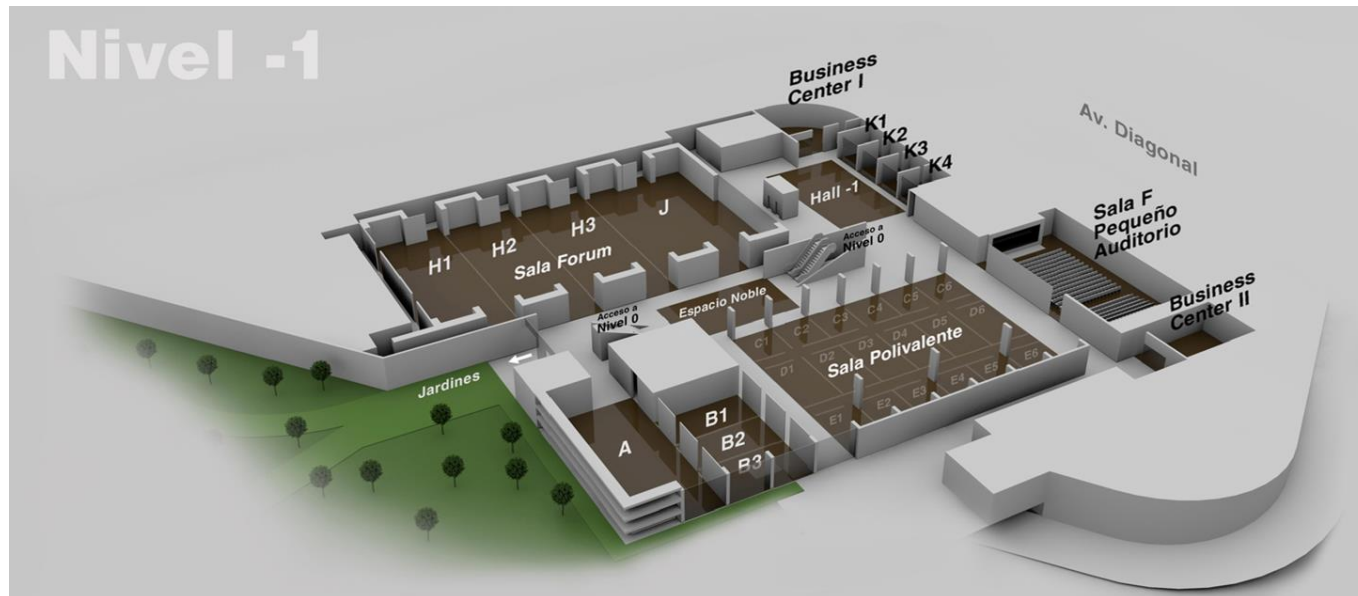 Nivel -1
Business
Center I
K1
K2
K3
K4
Av. Diagonal
Hall -1
Sala F
Pequeño
Auditorio
Business
Center II
H1
H2
H3
J
Sala Forum
Acceso a
Nivel 0
Espacio Noble
Acceso a
Nivel 0
C1
C2
C3
C4
C5
C6
D1
D2
D3
D4
D5
D6
Sala Polivalente
E1
E2
E3
E4
E5
E6
Jardines
A
B1
B2
B3